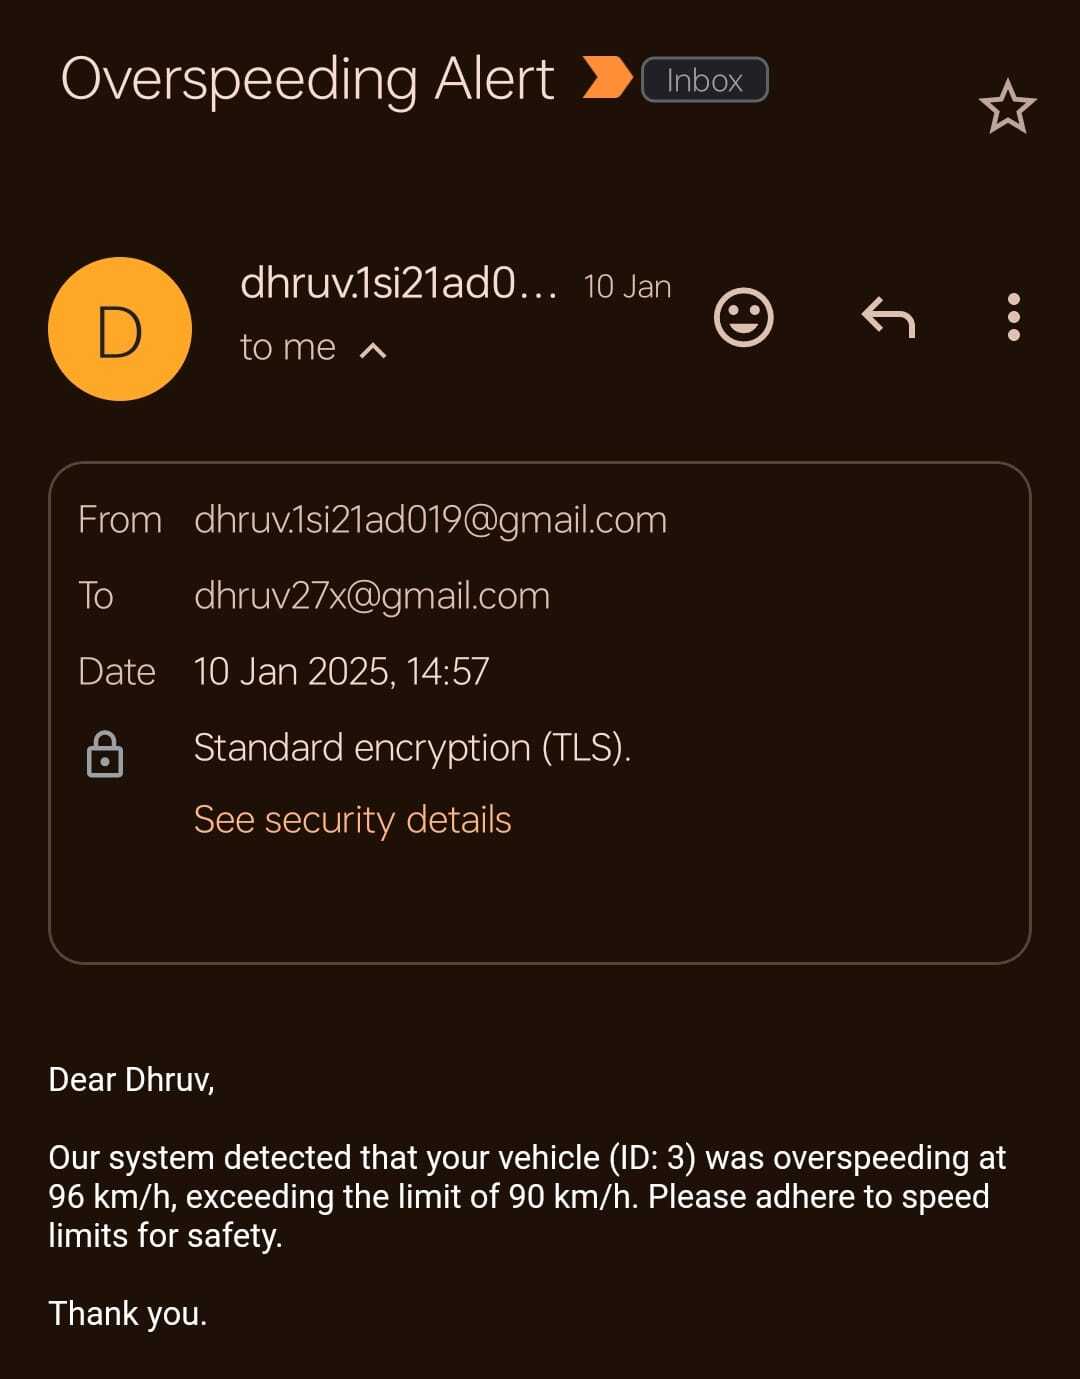 Overspeeding Alert Inbox
D
dhruv.1si21ad0... 10 Jan
to me
From dhruv.1si21ad019@gmail.com
To dhruv27x@gmail.com
Date 10 Jan 2025, 14:57
Standard encryption (TLS).
See security details
Dear Dhruv,
Our system detected that your vehicle (ID: 3) was overspeeding at
96 km/h, exceeding the limit of 90 km/h. Please adhere to speed
limits for safety.
Thank you.